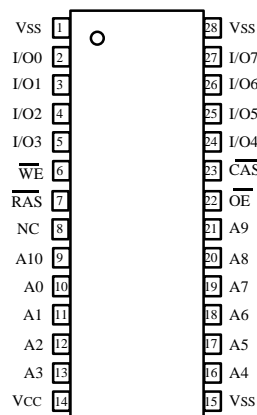 VSS 1 28 VSS
I/O0 2 27 I/O7
I/O1 3 26 I/O6
I/O2 4 25 I/O5
I/O3 5 24 I/O4
WE 6 23 CAS
RAS 7 22 OE
NC 8 21 A9
A10 9 20 A8
A0 10 19 A7
A1 11 18 A6
A2 12 17 A5
A3 13 16 A4
VCC 14 15 VSS